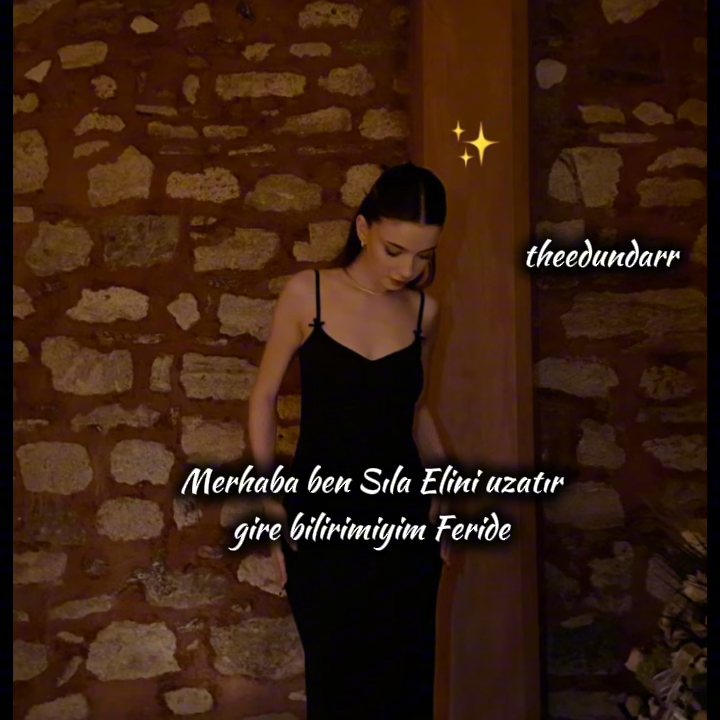 theedundarr
Merhaba ben Sıla Elini uzatır
gire bilirimiyim Feride